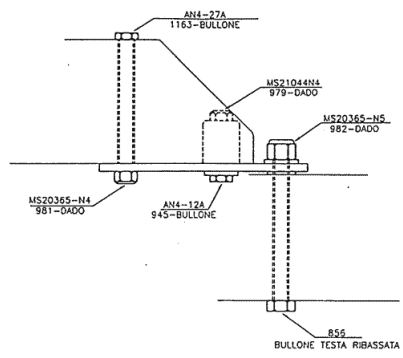 AN4-27A
1163-BULLONE
MS21044N4
979-DADO
MS20365-N5
982-DADO
MS20365-N4
981-DADO
AN4-12A
945-BULLONE
856
BULLONE TESTA RIBASSATA